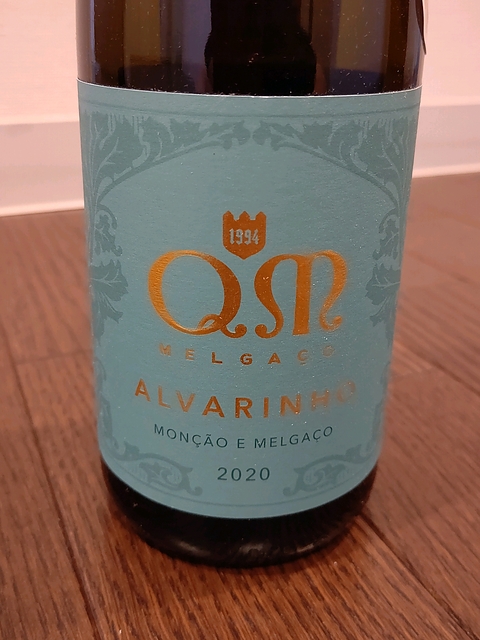 1994
QM
MELGAÇO
ALVARINHO
MONÇÃO E MELGAÇO
2020